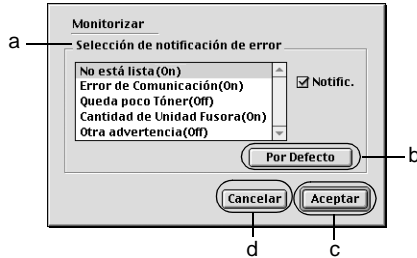 Monitorizar
a
Selección de notificación de error
No está lista(On)
Error de Comunicación(On)
Queda poco Tóner(Off)
Cantidad de Unidad Fusora(On)
Otra advertencia(Off)
Notific.
Por Defecto
b
Cancelar
Aceptar
d
c